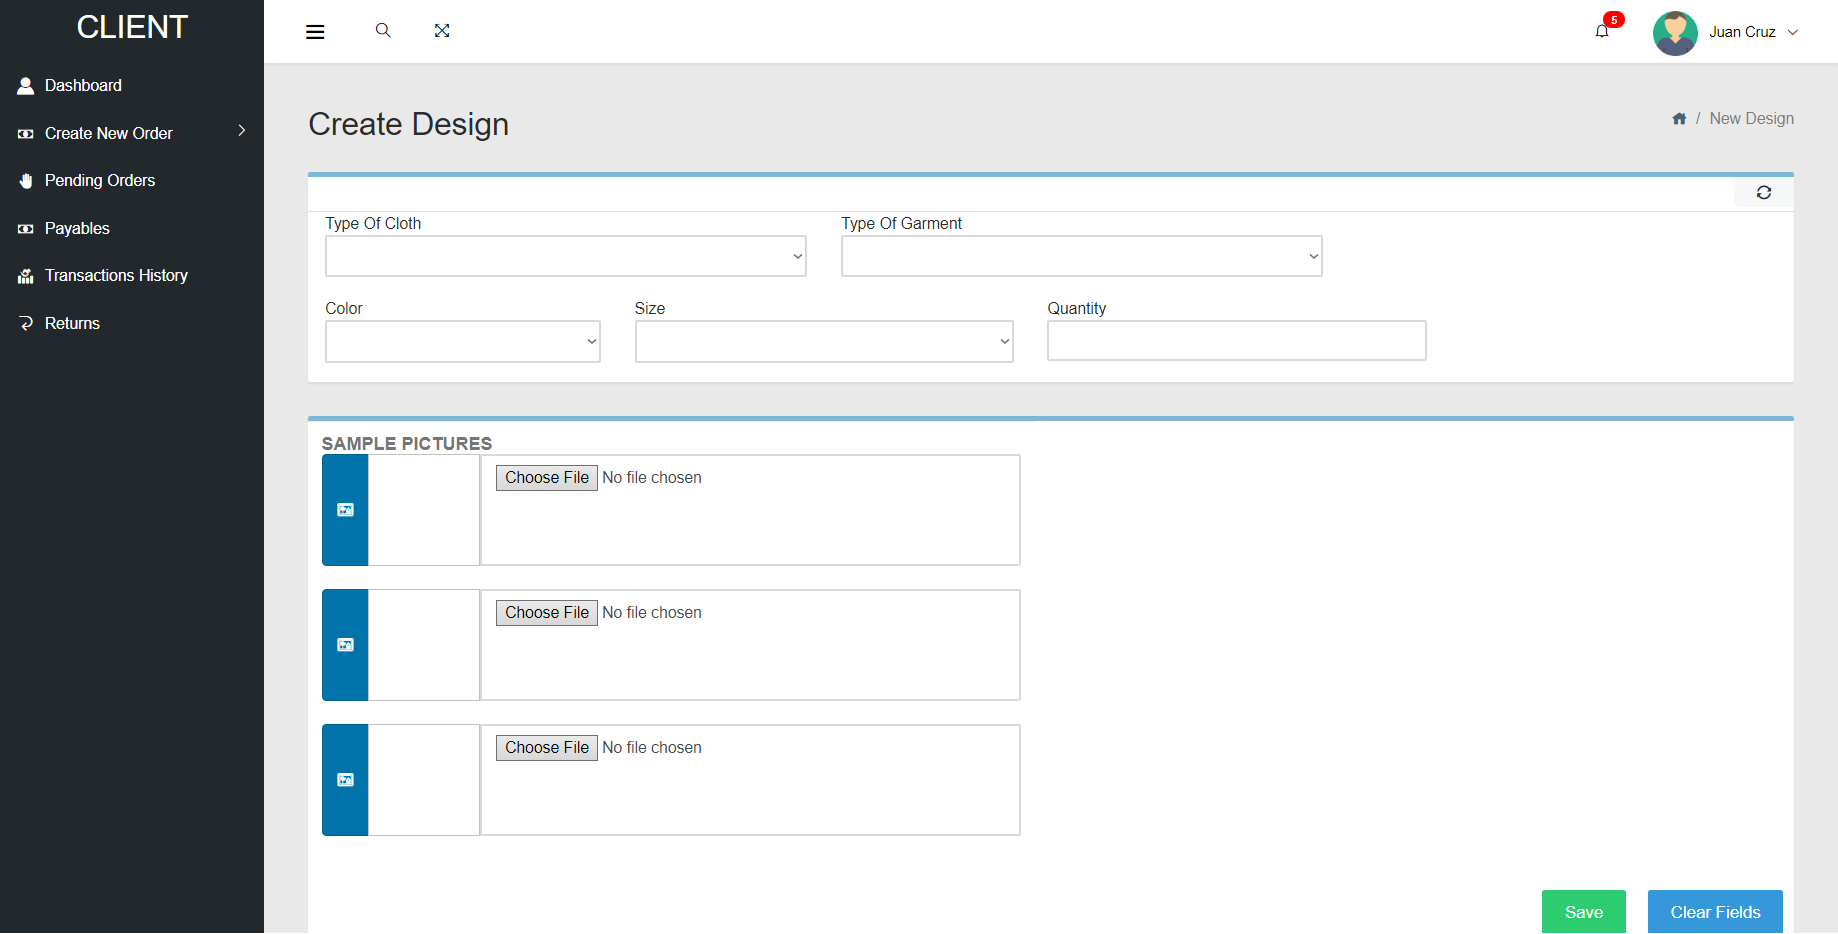 CLIENT
5
Juan Cruz
Dashboard
Create New Order
Pending Orders
Payables
Transactions History
Returns
Create Design
/ New Design
Type Of Cloth
Type Of Garment
Color
Size
Quantity
SAMPLE PICTURES
Choose File No file chosen
Choose File No file chosen
Choose File No file chosen
Save
Clear Fields